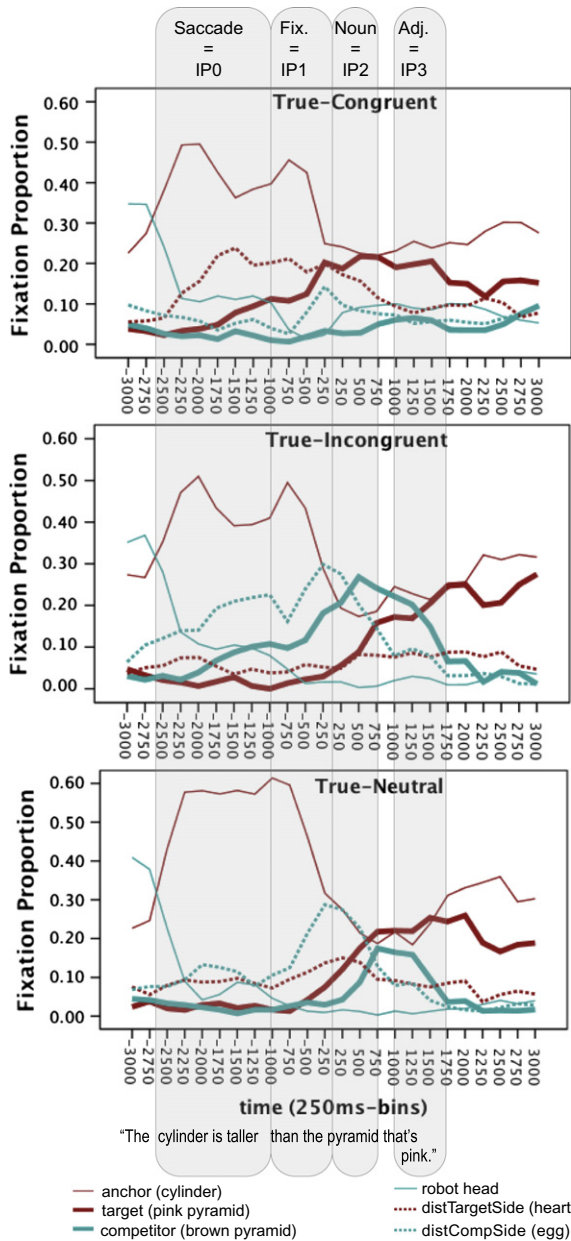 Saccade Fix. Noun Adj.
= = = =
IP0 IP1 IP2 IP3
True-Congruent
Fixation Proportion
0.60
0.50
0.40
0.30
0.20
0.10
0.00
-3000 -2750 -2500 -2250 -2000 -1750 -1500 -1250 -1000 -750 -500 -250 250 500 750 1000 1250 1500 1750 2000 2250 2500 2750 3000
True-Incongruent
Fixation Proportion
0.60
0.50
0.40
0.30
0.20
0.10
0.00
-3000 -2750 -2500 -2250 -2000 -1750 -1500 -1250 -1000 -750 -500 -250 250 500 750 1000 1250 1500 1750 2000 2250 2500 2750 3000
True-Neutral
Fixation Proportion
0.60
0.50
0.40
0.30
0.20
0.10
0.00
-3000 -2750 -2500 -2250 -2000 -1750 -1500 -1250 -1000 -750 -500 -250 250 500 750 1000 1250 1500 1750 2000 2250 2500 2750 3000
time (250ms-bins)
“The cylinder is taller than the pyramid that's
pink.”
anchor (cylinder)
target (pink pyramid)
competitor (brown pyramid)
robot head
distTargetSide (heart
distCompSide (egg)